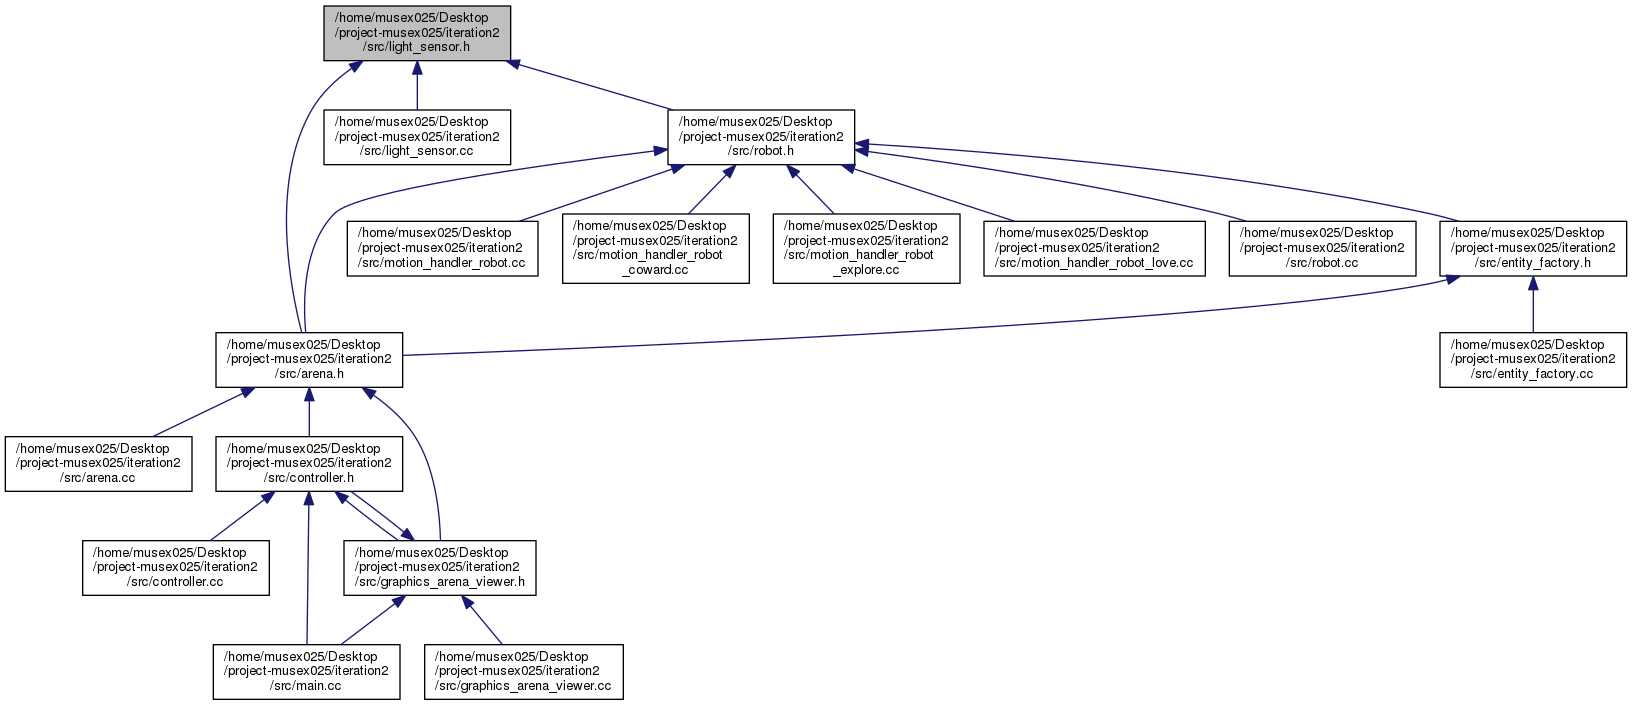 /home/musex025/Desktop
/project-musex025/iteration2
/src/light_sensor.h
/home/musex025/Desktop
/project-musex025/iteration2
/src/light_sensor.cc
/home/musex025/Desktop
/project-musex025/iteration2
/src/robot.h
/home/musex025/Desktop
/project-musex025/iteration2
/src/motion_handler_robot.cc
/home/musex025/Desktop
/project-musex025/iteration2
/src/motion_handler_robot
_coward.cc
/home/musex025/Desktop
/project-musex025/iteration2
/src/motion_handler_robot
_explore.cc
/home/musex025/Desktop
/project-musex025/iteration2
/src/motion_handler_robot_love.cc
/home/musex025/Desktop
/project-musex025/iteration2
/src/robot.cc
/home/musex025/Desktop
/project-musex025/iteration2
/src/entity_factory.h
/home/musex025/Desktop
/project-musex025/iteration2
/src/arena.h
/home/musex025/Desktop
/project-musex025/iteration2
/src/entity_factory.cc
/home/musex025/Desktop
/project-musex025/iteration2
/src/arena.cc
/home/musex025/Desktop
/project-musex025/iteration2
/src/controller.h
/home/musex025/Desktop
/project-musex025/iteration2
/src/controller.cc
/home/musex025/Desktop
/project-musex025/iteration2
/src/graphics_arena_viewer.h
/home/musex025/Desktop
/project-musex025/iteration2
/src/main.cc
/home/musex025/Desktop
/project-musex025/iteration2
/src/graphics_arena_viewer.cc